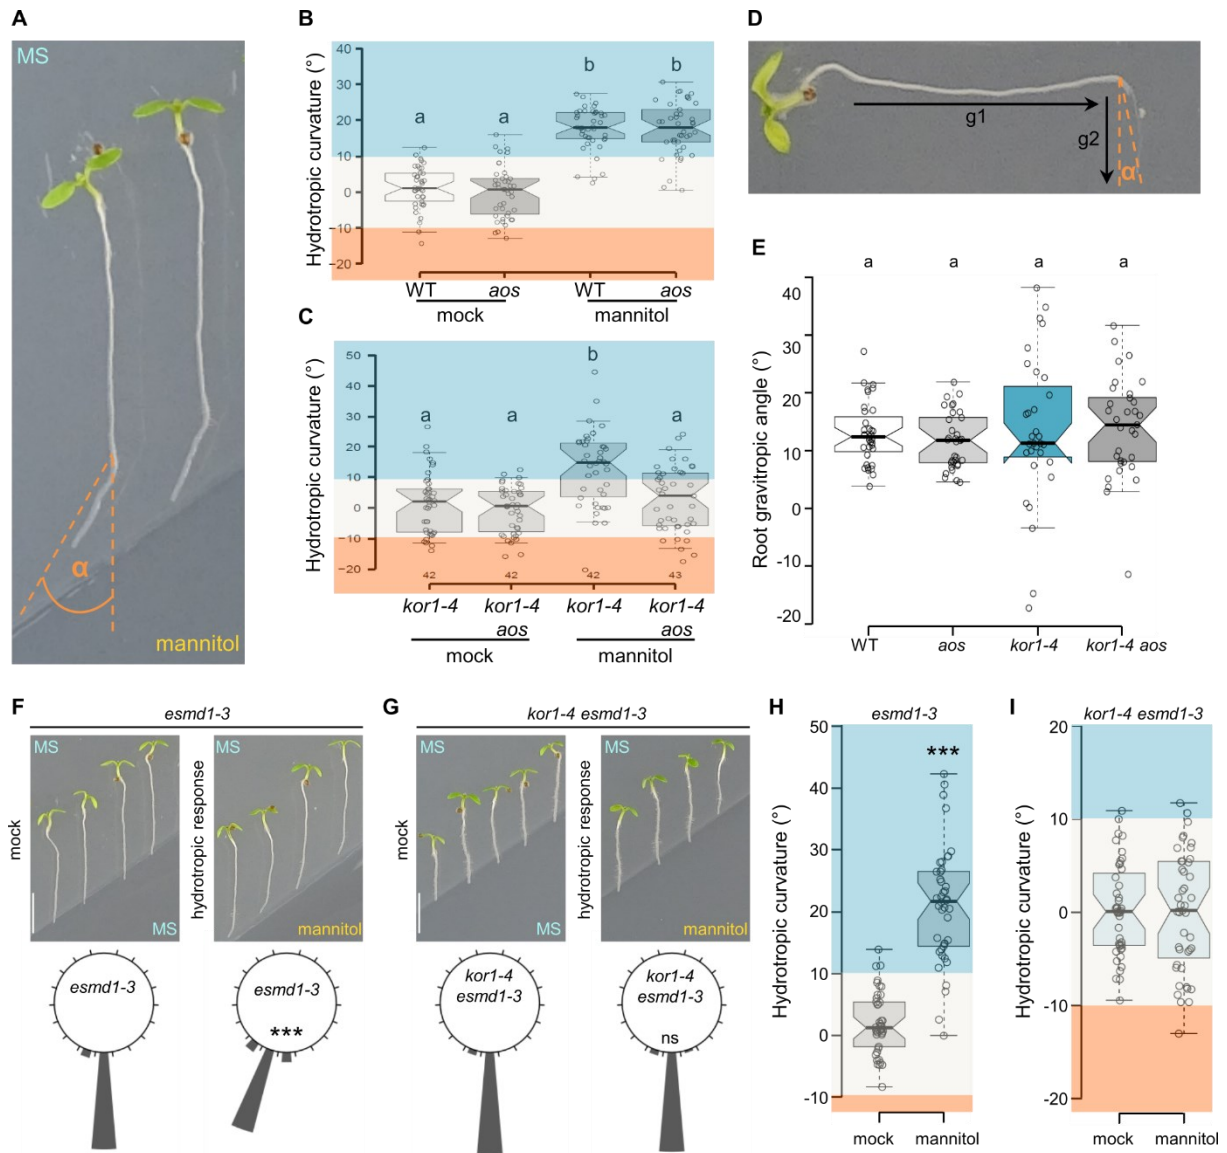 A
MS
α
mannitol
B
Hydrotropic curvature (°)
40
30
20
10
0
−10
−20
a
a
b
b
WT
aos
WT
aos
mock
mannitol
C
Hydrotropic curvature (°)
50
40
30
20
10
0
−10
−20
a
a
b
a
42
42
42
43
kor1-4
kor1-4
aos
kor1-4
kor1-4
aos
mock
mannitol
D
g1
g2
α
E
Root gravitropic angle (°)
40
30
20
10
0
-10
-20
a
a
a
a
WT
aos
kor1-4
kor1-4 aos
F
esmd1-3
mock
MS
MS
hydrotropic response
MS
mannitol
esmd1-3
esmd1-3
***
G
kor1-4 esmd1-3
mock
MS
MS
hydrotropic response
mannitol
kor1-4
esmd1-3
kor1-4
esmd1-3
ns
H
esmd1-3
Hydrotropic curvature (°)
50
40
30
20
10
0
-10
***
mock
mannitol
I
kor1-4 esmd1-3
Hydrotropic curvature (°)
20
10
0
-10
-20
mock
mannitol